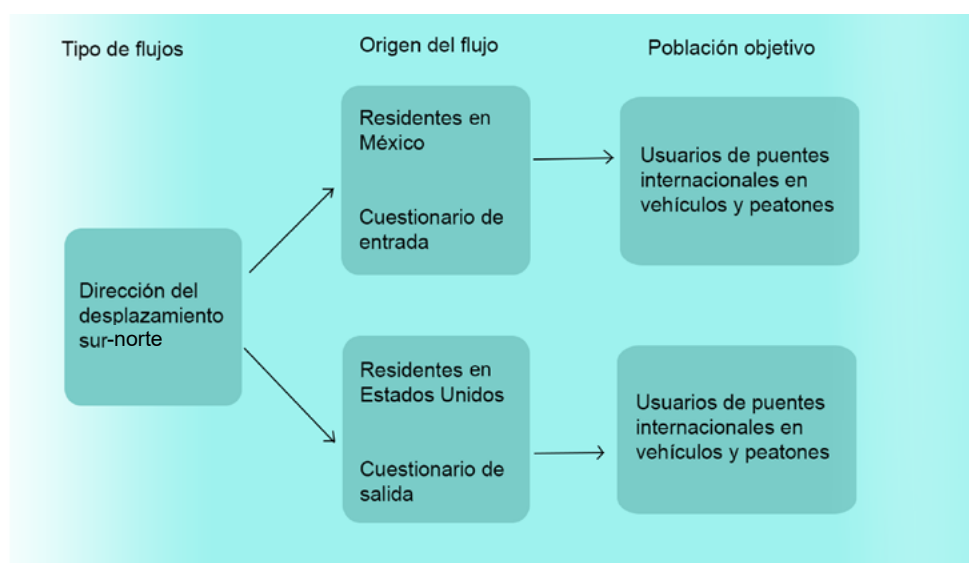 Tipo de flujos
Origen del flujo
Población objetivo
Dirección del
desplazamiento
sur-norte
Residentes en
México
Cuestionario de
entrada
Usuarios de puentes
internacionales en
vehículos y peatones
Residentes en
Estados Unidos
Cuestionario de
salida
Usuarios de puentes
internacionales en
vehículos y peatones